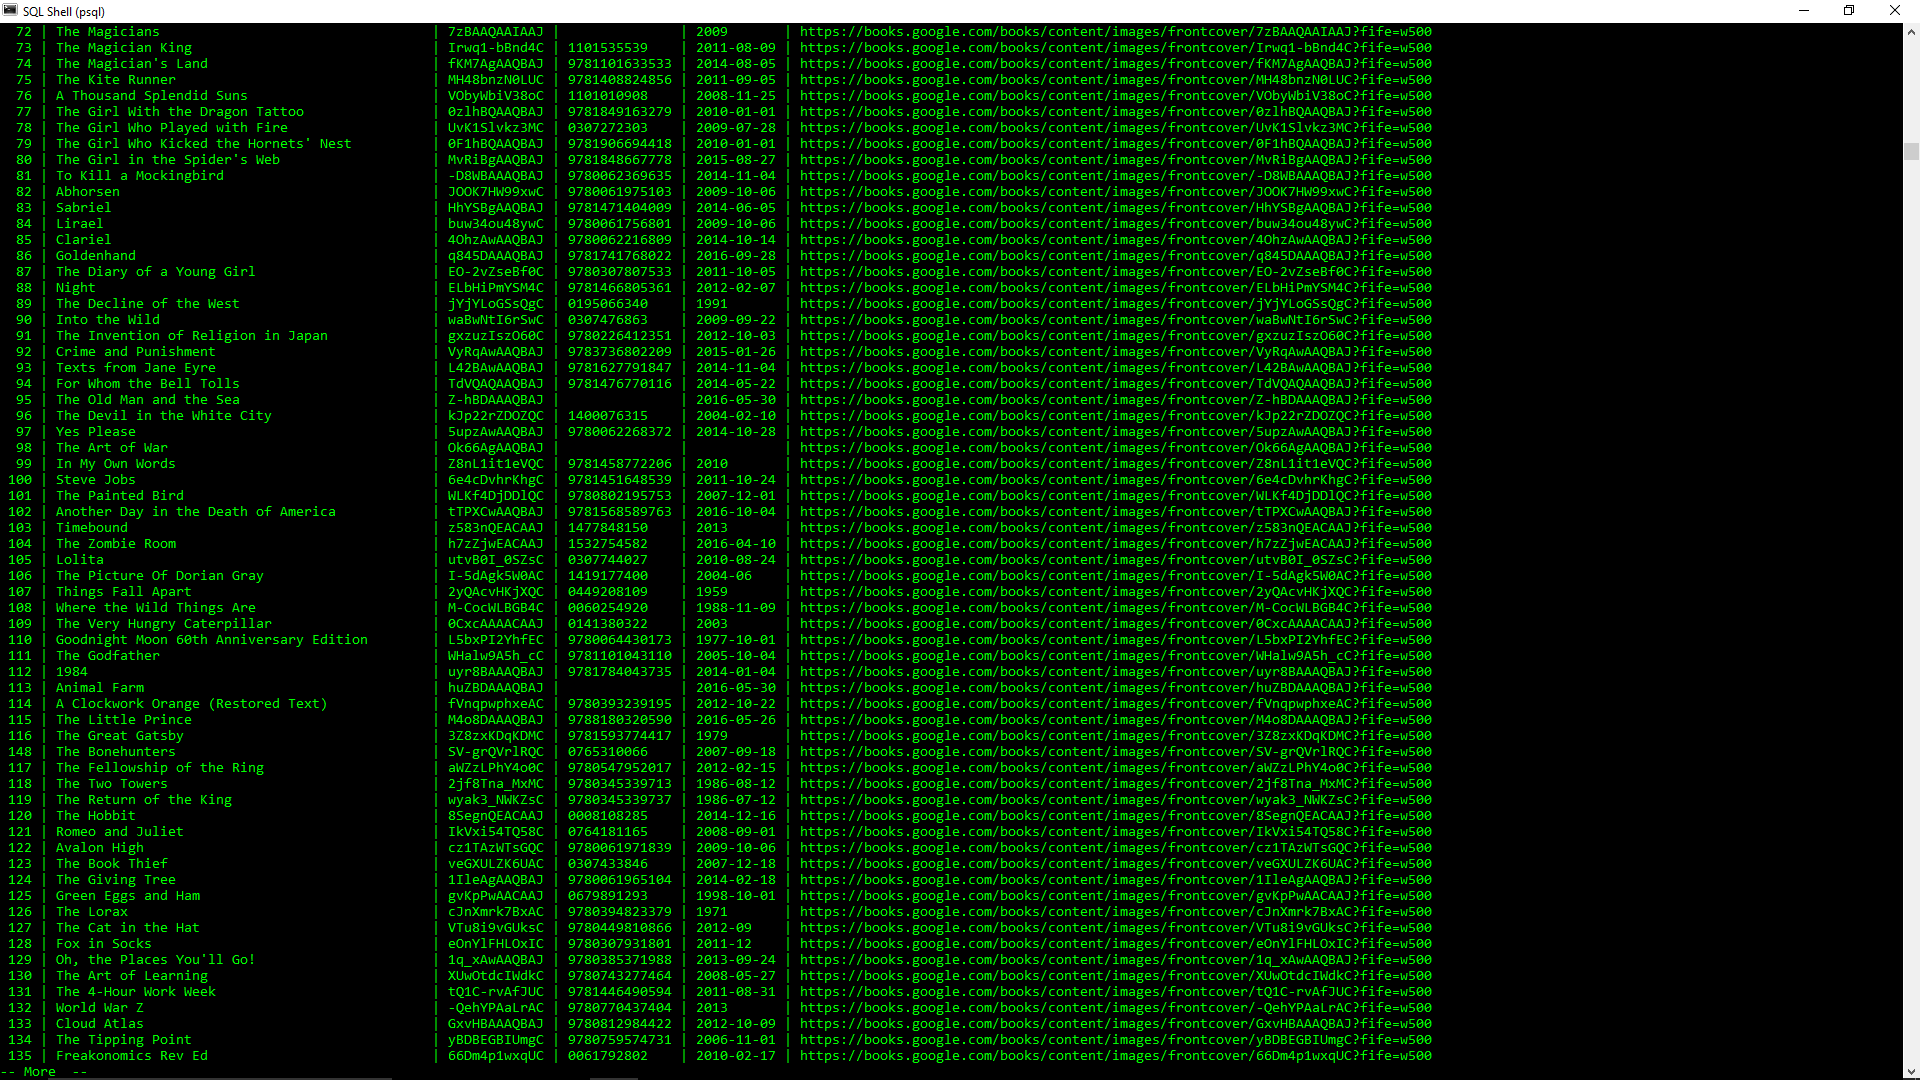 SQL Shell (psql)
72 | The Magicians | 7zBAAQAAIAAJ | | 2009 | https://books.google.com/books/content/images/frontcover/7zBAAQAAIAAJ?fife=w500
73 | The Magician King | Irwq1-bBnd4C | 1101535539 | 2011-08-09 | https://books.google.com/books/content/images/frontcover/Irwq1-bBnd4C?fife=w500
74 | The Magician's Land | fKM7AgAAQBAJ | 9781101633533 | 2014-08-05 | https://books.google.com/books/content/images/frontcover/fKM7AgAAQBAJ?fife=w500
75 | The Kite Runner | MH48bnzN0LUC | 9781408824856 | 2011-09-05 | https://books.google.com/books/content/images/frontcover/MH48bnzN0LUC?fife=w500
76 | A Thousand Splendid Suns | VObyWbiV38oC | 1101010908 | 2008-11-25 | https://books.google.com/books/content/images/frontcover/VObyWbiV38oC?fife=w500
77 | The Girl With the Dragon Tattoo | 0zlhBQAAQBAJ | 9781849163279 | 2010-01-01 | https://books.google.com/books/content/images/frontcover/0zlhBQAAQBAJ?fife=w500
78 | The Girl Who Played with Fire | UvK1Slvkz3MC | 0307272303 | 2009-07-28 | https://books.google.com/books/content/images/frontcover/UvK1Slvkz3MC?fife=w500
79 | The Girl Who Kicked the Hornets' Nest | 0F1hBQAAQBAJ | 9781906694418 | 2010-01-01 | https://books.google.com/books/content/images/frontcover/0F1hBQAAQBAJ?fife=w500
80 | The Girl in the Spider's Web | MvRiBgAAQBAJ | 9781848667778 | 2015-08-27 | https://books.google.com/books/content/images/frontcover/MvRiBgAAQBAJ?fife=w500
81 | To Kill a Mockingbird | -D8WBAAAQBAJ | 9780062369635 | 2014-11-04 | https://books.google.com/books/content/images/frontcover/-D8WBAAAQBAJ?fife=w500
82 | Abhorsen | JOOK7HW99xwC | 9780061975103 | 2009-10-06 | https://books.google.com/books/content/images/frontcover/JOOK7HW99xwC?fife=w500
83 | Sabriel | HhYSBgAAQBAJ | 9781471404009 | 2014-06-05 | https://books.google.com/books/content/images/frontcover/HhYSBgAAQBAJ?fife=w500
84 | Lirael | buw34ou48ywC | 9780061756801 | 2009-10-06 | https://books.google.com/books/content/images/frontcover/buw34ou48ywC?fife=w500
85 | Clariel | 4OhzAwAAQBAJ | 9780062216809 | 2014-10-14 | https://books.google.com/books/content/images/frontcover/4OhzAwAAQBAJ?fife=w500
86 | Goldenhand | q845DAAAQBAJ | 9781741768022 | 2016-09-28 | https://books.google.com/books/content/images/frontcover/q845DAAAQBAJ?fife=w500
87 | The Diary of a Young Girl | EO-2vZseBf0C | 9780307807533 | 2011-10-05 | https://books.google.com/books/content/images/frontcover/EO-2vZseBf0C?fife=w500
88 | Night | ELbHiPmYSM4C | 9781466805361 | 2012-02-07 | https://books.google.com/books/content/images/frontcover/ELbHiPmYSM4C?fife=w500
89 | The Decline of the West | jYjYLoGSsQgC | 0195066340 | 1991 | https://books.google.com/books/content/images/frontcover/jYjYLoGSsQgC?fife=w500
90 | Into the Wild | waBwNtI6rSwC | 0307476863 | 2009-09-22 | https://books.google.com/books/content/images/frontcover/waBwNtI6rSwC?fife=w500
91 | The Invention of Religion in Japan | gxzuzIszO60C | 9780226412351 | 2012-10-03 | https://books.google.com/books/content/images/frontcover/gxzuzIszO60C?fife=w500
92 | Crime and Punishment | VyRqAwAAQBAJ | 9783736802209 | 2015-01-26 | https://books.google.com/books/content/images/frontcover/VyRqAwAAQBAJ?fife=w500
93 | Texts from Jane Eyre | L42BAwAAQBAJ | 9781627791847 | 2014-11-04 | https://books.google.com/books/content/images/frontcover/L42BAwAAQBAJ?fife=w500
94 | For Whom the Bell Tolls | TdVQAQAAQBAJ | 9781476770116 | 2014-05-22 | https://books.google.com/books/content/images/frontcover/TdVQAQAAQBAJ?fife=w500
95 | The Old Man and the Sea | Z-hBDAAAQBAJ | | 2016-05-30 | https://books.google.com/books/content/images/frontcover/Z-hBDAAAQBAJ?fife=w500
96 | The Devil in the White City | kJp22rZDOZQC | 1400076315 | 2004-02-10 | https://books.google.com/books/content/images/frontcover/kJp22rZDOZQC?fife=w500
97 | Yes Please | 5upzAwAAQBAJ | 9780062268372 | 2014-10-28 | https://books.google.com/books/content/images/frontcover/5upzAwAAQBAJ?fife=w500
98 | The Art of War | Ok66AgAAQBAJ | | | https://books.google.com/books/content/images/frontcover/Ok66AgAAQBAJ?fife=w500
99 | In My Own Words | Z8nL1it1eVQC | 9781458772206 | 2010 | https://books.google.com/books/content/images/frontcover/Z8nL1it1eVQC?fife=w500
100 | Steve Jobs | 6e4cDvhrKhgC | 9781451648539 | 2011-10-24 | https://books.google.com/books/content/images/frontcover/6e4cDvhrKhgC?fife=w500
101 | The Painted Bird | WLKf4DjDDlQC | 9780802195753 | 2007-12-01 | https://books.google.com/books/content/images/frontcover/WLKf4DjDDlQC?fife=w500
102 | Another Day in the Death of America | tTPXCwAAQBAJ | 9781568589763 | 2016-10-04 | https://books.google.com/books/content/images/frontcover/tTPXCwAAQBAJ?fife=w500
103 | Timebound | z583nQEACAAJ | 1477848150 | 2013 | https://books.google.com/books/content/images/frontcover/z583nQEACAAJ?fife=w500
104 | The Zombie Room | h7zZjwEACAAJ | 1532754582 | 2016-04-10 | https://books.google.com/books/content/images/frontcover/h7zZjwEACAAJ?fife=w500
105 | Lolita | utvB0I_0SZsC | 0307744027 | 2010-08-24 | https://books.google.com/books/content/images/frontcover/utvB0I_0SZsC?fife=w500
106 | The Picture Of Dorian Gray | I-5dAgk5W0AC | 1419177400 | 2004-06 | https://books.google.com/books/content/images/frontcover/I-5dAgk5W0AC?fife=w500
107 | Things Fall Apart | 2yQAcvHKjXQC | 0449208109 | 1959 | https://books.google.com/books/content/images/frontcover/2yQAcvHKjXQC?fife=w500
108 | Where the Wild Things Are | M-CocWLBGB4C | 0060254920 | 1988-11-09 | https://books.google.com/books/content/images/frontcover/M-CocWLBGB4C?fife=w500
109 | The Very Hungry Caterpillar | 0CxcAAAACAAJ | 0141380322 | 2003 | https://books.google.com/books/content/images/frontcover/0CxcAAAACAAJ?fife=w500
110 | Goodnight Moon 60th Anniversary Edition | L5bxPI2YhfEC | 9780064430173 | 1977-10-01 | https://books.google.com/books/content/images/frontcover/L5bxPI2YhfEC?fife=w500
111 | The Godfather | WHalw9A5h_cC | 9781101043110 | 2005-10-04 | https://books.google.com/books/content/images/frontcover/WHalw9A5h_cC?fife=w500
112 | 1984 | uyr8BAAAQBAJ | 9781784043735 | 2014-01-04 | https://books.google.com/books/content/images/frontcover/uyr8BAAAQBAJ?fife=w500
113 | Animal Farm | huZBDAAAQBAJ | | 2016-05-30 | https://books.google.com/books/content/images/frontcover/huZBDAAAQBAJ?fife=w500
114 | A Clockwork Orange (Restored Text) | fVnqpwphxeAC | 9780393239195 | 2012-10-22 | https://books.google.com/books/content/images/frontcover/fVnqpwphxeAC?fife=w500
115 | The Little Prince | M4o8DAAAQBAJ | 9788180320590 | 2016-05-26 | https://books.google.com/books/content/images/frontcover/M4o8DAAAQBAJ?fife=w500
116 | The Great Gatsby | 3Z8zxKDqKDMC | 9781593774417 | 1979 | https://books.google.com/books/content/images/frontcover/3Z8zxKDqKDMC?fife=w500
148 | The Bonehunters | SV-grQVrlRQC | 0765310066 | 2007-09-18 | https://books.google.com/books/content/images/frontcover/SV-grQVrlRQC?fife=w500
117 | The Fellowship of the Ring | aWZzLPhY4o0C | 9780547952017 | 2012-02-15 | https://books.google.com/books/content/images/frontcover/aWZzLPhY4o0C?fife=w500
118 | The Two Towers | 2jf8Tna_MxMC | 9780345339713 | 1986-08-12 | https://books.google.com/books/content/images/frontcover/2jf8Tna_MxMC?fife=w500
119 | The Return of the King | wyak3_NWKZsC | 9780345339737 | 1986-07-12 | https://books.google.com/books/content/images/frontcover/wyak3_NWKZsC?fife=w500
120 | The Hobbit | 8SegnQEACAAJ | 0008108285 | 2014-12-16 | https://books.google.com/books/content/images/frontcover/8SegnQEACAAJ?fife=w500
121 | Romeo and Juliet | IkVxi54TQ58C | 0764181165 | 2008-09-01 | https://books.google.com/books/content/images/frontcover/IkVxi54TQ58C?fife=w500
122 | Avalon High | cz1TAzWTsGQC | 9780061971839 | 2009-10-06 | https://books.google.com/books/content/images/frontcover/cz1TAzWTsGQC?fife=w500
123 | The Book Thief | veGXULZK6UAC | 0307433846 | 2007-12-18 | https://books.google.com/books/content/images/frontcover/veGXULZK6UAC?fife=w500
124 | The Giving Tree | 1IleAgAAQBAJ | 9780061965104 | 2014-02-18 | https://books.google.com/books/content/images/frontcover/1IleAgAAQBAJ?fife=w500
125 | Green Eggs and Ham | gvKpPwAACAAJ | 0679891293 | 1998-10-01 | https://books.google.com/books/content/images/frontcover/gvKpPwAACAAJ?fife=w500
126 | The Lorax | cJnXmrk7BxAC | 9780394823379 | 1971 | https://books.google.com/books/content/images/frontcover/cJnXmrk7BxAC?fife=w500
127 | The Cat in the Hat | VTu8i9vGUksC | 9780449810866 | 2012-09 | https://books.google.com/books/content/images/frontcover/VTu8i9vGUksC?fife=w500
128 | Fox in Socks | eOnYlFHLOxIC | 9780307931801 | 2011-12 | https://books.google.com/books/content/images/frontcover/eOnYlFHLOxIC?fife=w500
129 | Oh, the Places You'll Go! | 1q_xAwAAQBAJ | 9780385371988 | 2013-09-24 | https://books.google.com/books/content/images/frontcover/1q_xAwAAQBAJ?fife=w500
130 | The Art of Learning | XUwOtdcIWdkC | 9780743277464 | 2008-05-27 | https://books.google.com/books/content/images/frontcover/XUwOtdcIWdkC?fife=w500
131 | The 4-Hour Work Week | tQ1C-rvAfJUC | 9781446490594 | 2011-08-31 | https://books.google.com/books/content/images/frontcover/tQ1C-rvAfJUC?fife=w500
132 | World War Z | -QehYPAaLrAC | 9780770437404 | 2013 | https://books.google.com/books/content/images/frontcover/-QehYPAaLrAC?fife=w500
133 | Cloud Atlas | GxvHBAAAQBAJ | 9780812984422 | 2012-10-09 | https://books.google.com/books/content/images/frontcover/GxvHBAAAQBAJ?fife=w500
134 | The Tipping Point | yBDBEGBIUmgC | 9780759574731 | 2006-11-01 | https://books.google.com/books/content/images/frontcover/yBDBEGBIUmgC?fife=w500
135 | Freakonomics Rev Ed | 66Dm4p1wxqUC | 0061792802 | 2010-02-17 | https://books.google.com/books/content/images/frontcover/66Dm4p1wxqUC?fife=w500
-- More --